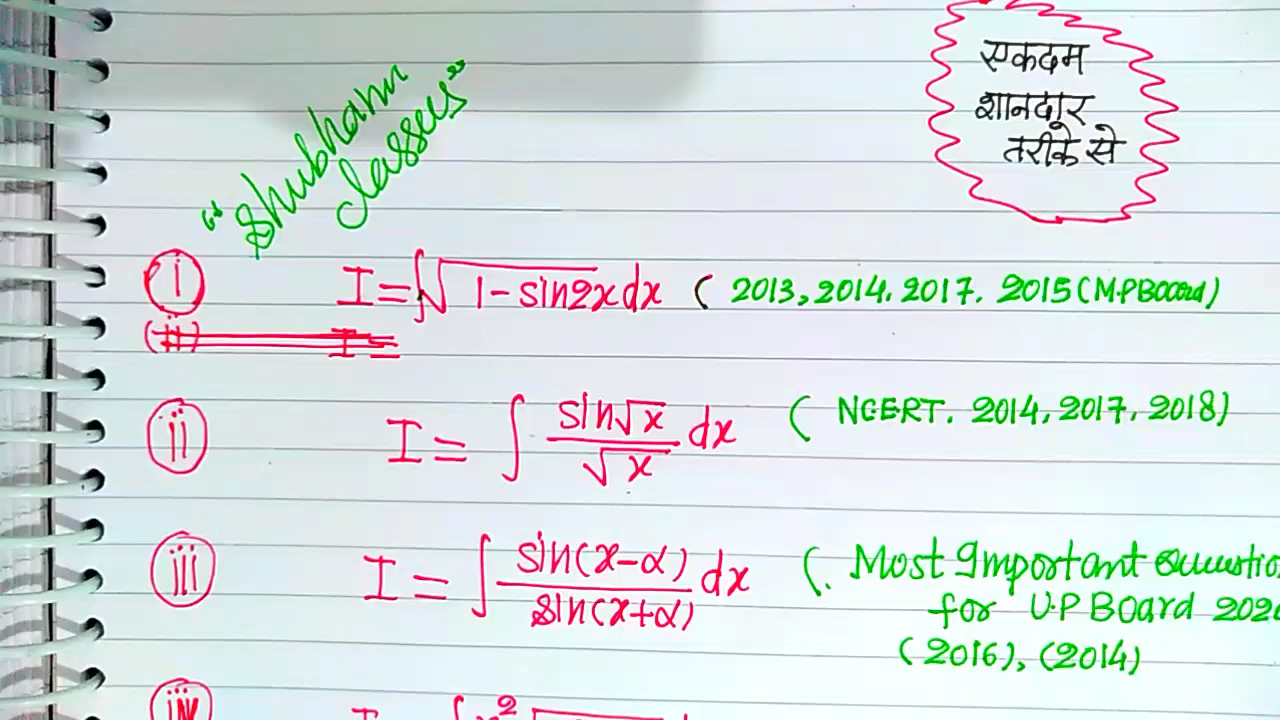 एकदम
शानदार
तरीके से
"Shubham
classes"
(i) I = ∫√(1-sin2x) dx ( 2013, 2014. 2017. 2015 (M.P Board)
(ii) I =
(ii) I = ∫ sin√x / √x dx ( NCERT. 2014, 2017, 2018)
(iii) I = ∫ sin(x-α) / sin(x+α) dx (. Most Important
for U.P Board
(2016), (2014)